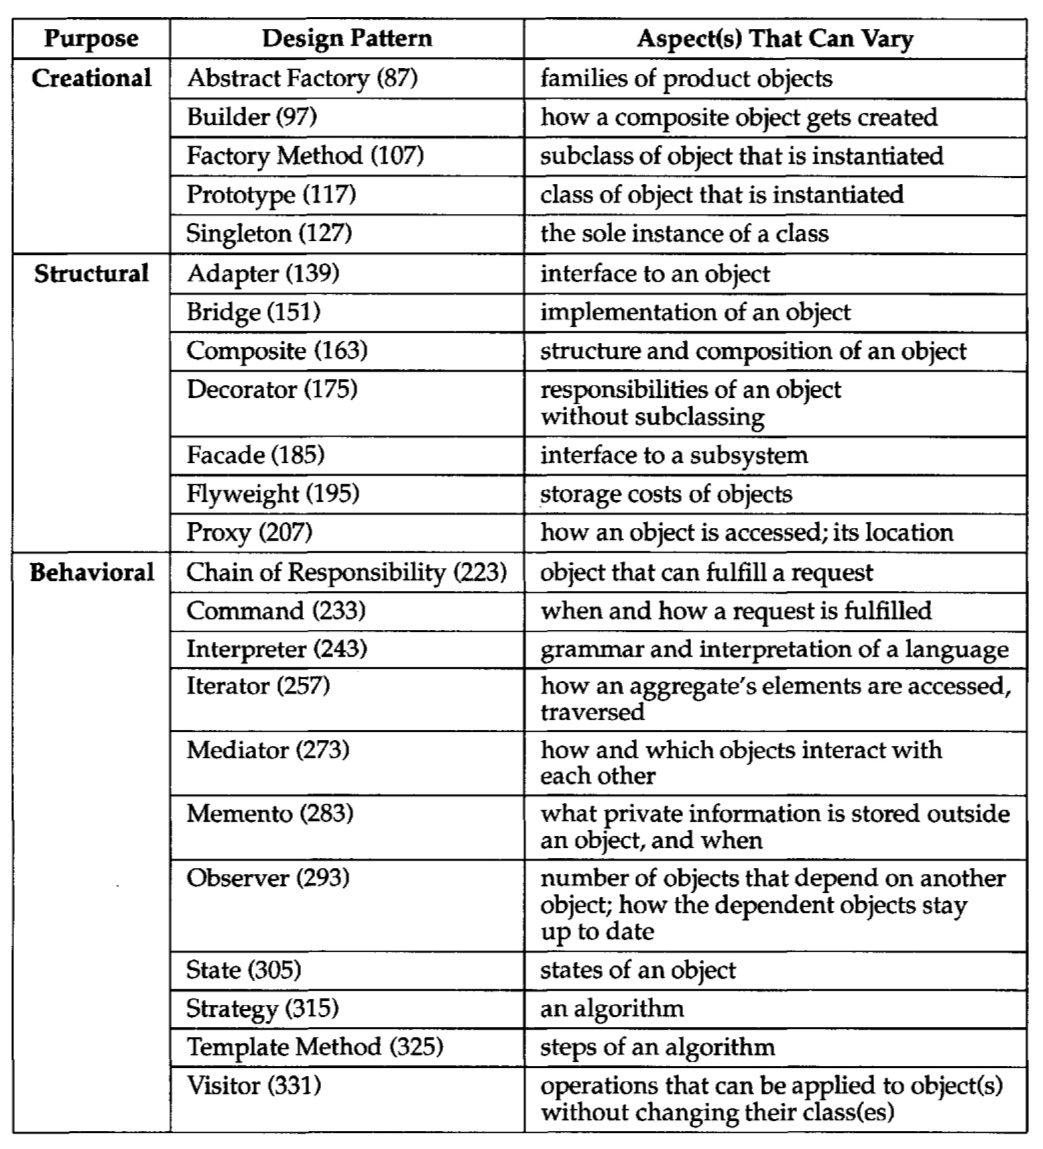 Purpose Design Pattern Aspect(s) That Can Vary
Creational Abstract Factory (87) families of product objects
Builder (97) how a composite object gets created
Factory Method (107) subclass of object that is instantiated
Prototype (117) class of object that is instantiated
Singleton (127) the sole instance of a class
Structural Adapter (139) interface to an object
Bridge (151) implementation of an object
Composite (163) structure and composition of an object
Decorator (175) responsibilities of an object
without subclassing
Facade (185) interface to a subsystem
Flyweight (195) storage costs of objects
Proxy (207) how an object is accessed; its location
Behavioral Chain of Responsibility (223) object that can fulfill a request
Command (233) when and how a request is fulfilled
Interpreter (243) grammar and interpretation of a language
Iterator (257) how an aggregate's elements are accessed,
traversed
Mediator (273) how and which objects interact with
each other
Memento (283) what private information is stored outside
an object, and when
Observer (293) number of objects that depend on another
object; how the dependent objects stay
up to date
State (305) states of an object
Strategy (315) an algorithm
Template Method (325) steps of an algorithm
Visitor (331) operations that can be applied to object(s)
without changing their class(es)